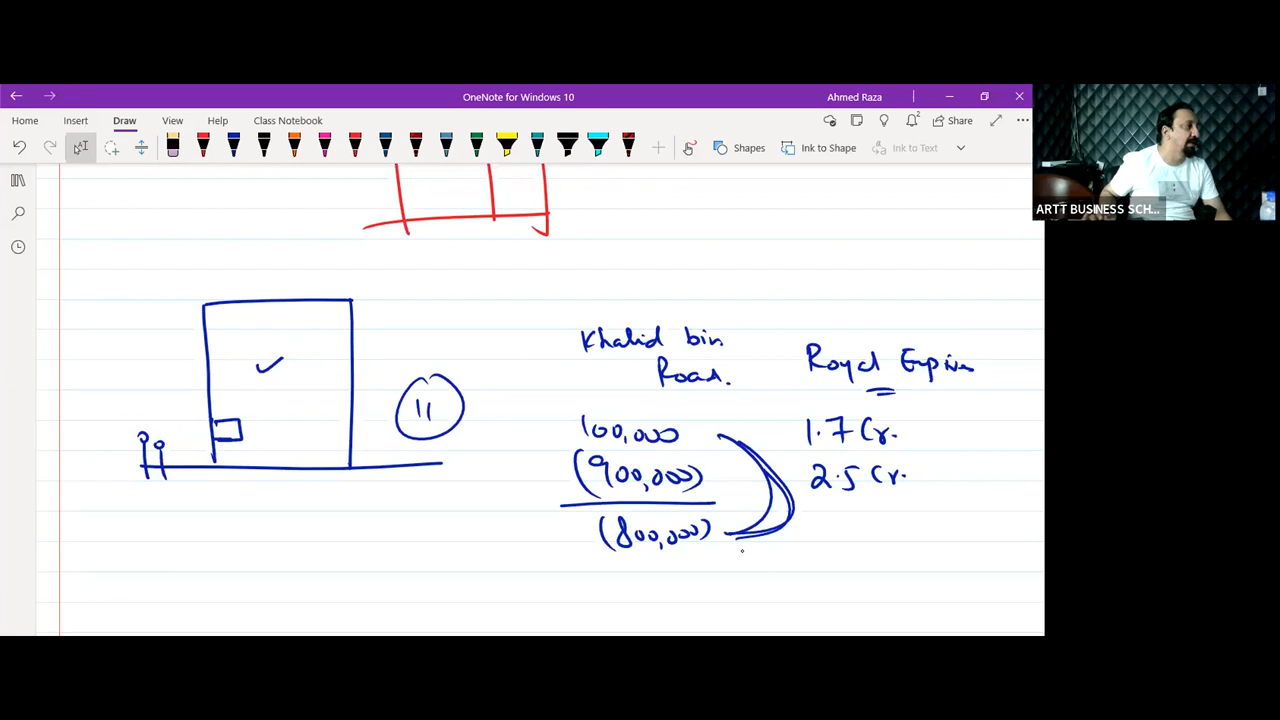 OneNote for Windows 10
Ahmed Raza
Home
Insert
Draw
View
Help
Class Notebook
Share
Shapes
Ink to Shape
Ink to Text
ARTT BUSINESS SCH...
Khalid bin
Road.
Royal Empire
11
100,000
1.7 Cr.
(900,000)
2.5 Cr.
(800,000)